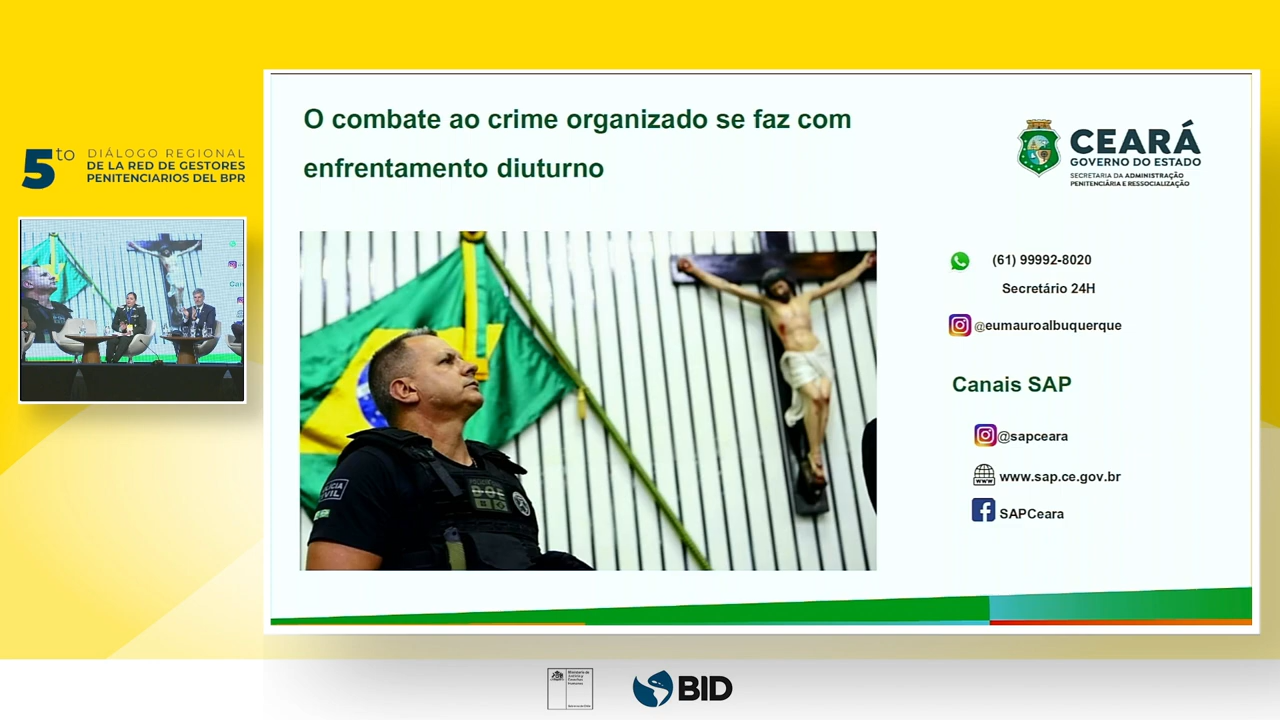 5to
DIÁLOGO REGIONAL
DE LA RED DE GESTORES
PENITENCIARIOS DEL BPR
O combate ao crime organizado se faz com
enfrentamento diuturno
CEARÁ
GOVERNO DO ESTADO
SECRETARIA DA ADMINISTRAÇÃO
PENITENCIÁRIA E RESSOCIALIZAÇÃO
(61) 99992-8020
Secretário 24H
@eumauroalbuquerque
Canais SAP
@sapceara
WWW
www.sap.ce.gov.br
SAPCeara
DOE
BID